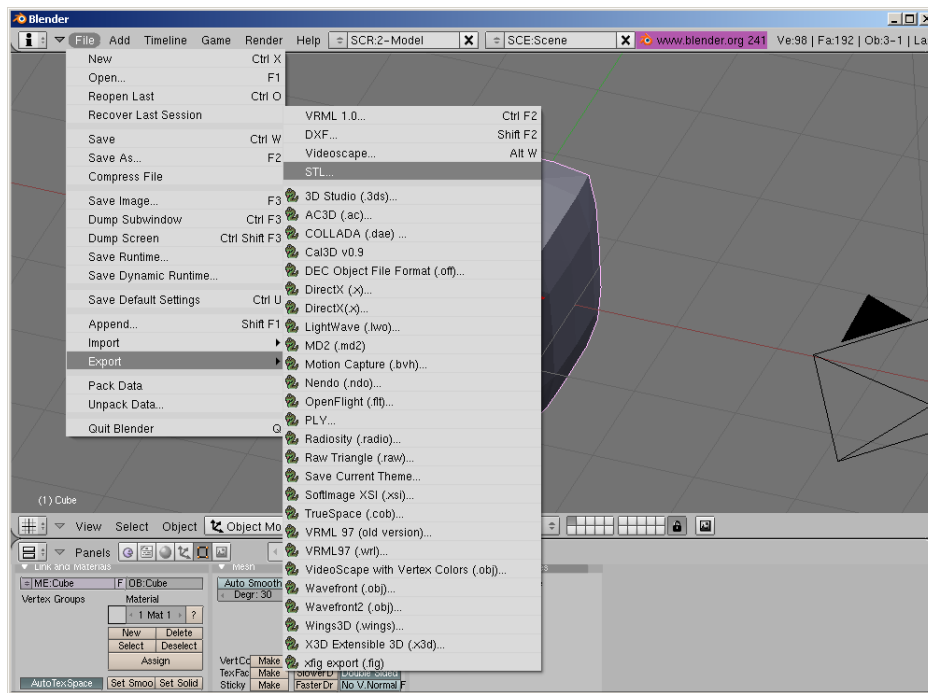 Blender
File Add Timeline Game Render Help SCR:2-Model X SCE:Scene X www.blender.org 241 Ve:98 | Fa:192 | Ob:3-1 | La
New Ctrl X
Open... F1
Reopen Last Ctrl O
Recover Last Session
Save Ctrl W
Save As... F2
Compress File
Save Image... F3
Dump Subwindow Ctrl F3
Dump Screen Ctrl Shift F3
Save Runtime...
Save Dynamic Runtime...
Save Default Settings Ctrl U
Append... Shift F1
Import
Export
Pack Data
Unpack Data...
Quit Blender Q
VRML 1.0... Ctrl F2
DXF... Shift F2
Videoscape... Alt W
STL...
3D Studio (.3ds)...
AC3D (.ac)...
COLLADA (.dae) ...
Cal3D v0.9
DEC Object File Format (.off)...
DirectX (.x)...
DirectX(.x)...
LightWave (.lwo)...
MD2 (.md2)
Motion Capture (.bvh)...
Nendo (.ndo)...
OpenFlight (.flt)...
PLY...
Radiosity (.radio)...
Raw Triangle (.raw)...
Save Current Theme...
SoftImage XSI (.xsi)...
TrueSpace (.cob)...
VRML 97 (old version)...
VRML97 (.wrl)...
VideoScape with Vertex Colors (.obj)...
Wavefront (.obj)...
Wavefront2 (.obj)...
Wings3D (.wings)...
X3D Extensible 3D (.x3d)...
xfig export (.fig)
(1) Cube
View Select Object Object Mo
Panels
Link and Materials Mesh
ME:Cube F OB:Cube Auto Smooth
Vertex Groups Material Degr: 30
1 Mat 1 ?
New Delete
Select Deselect
Assign VertCo Make
TexFac Make SlowerD Double Sided
AutoTexSpace Set Smoo Set Solid Sticky Make FasterDr No V.Normal F